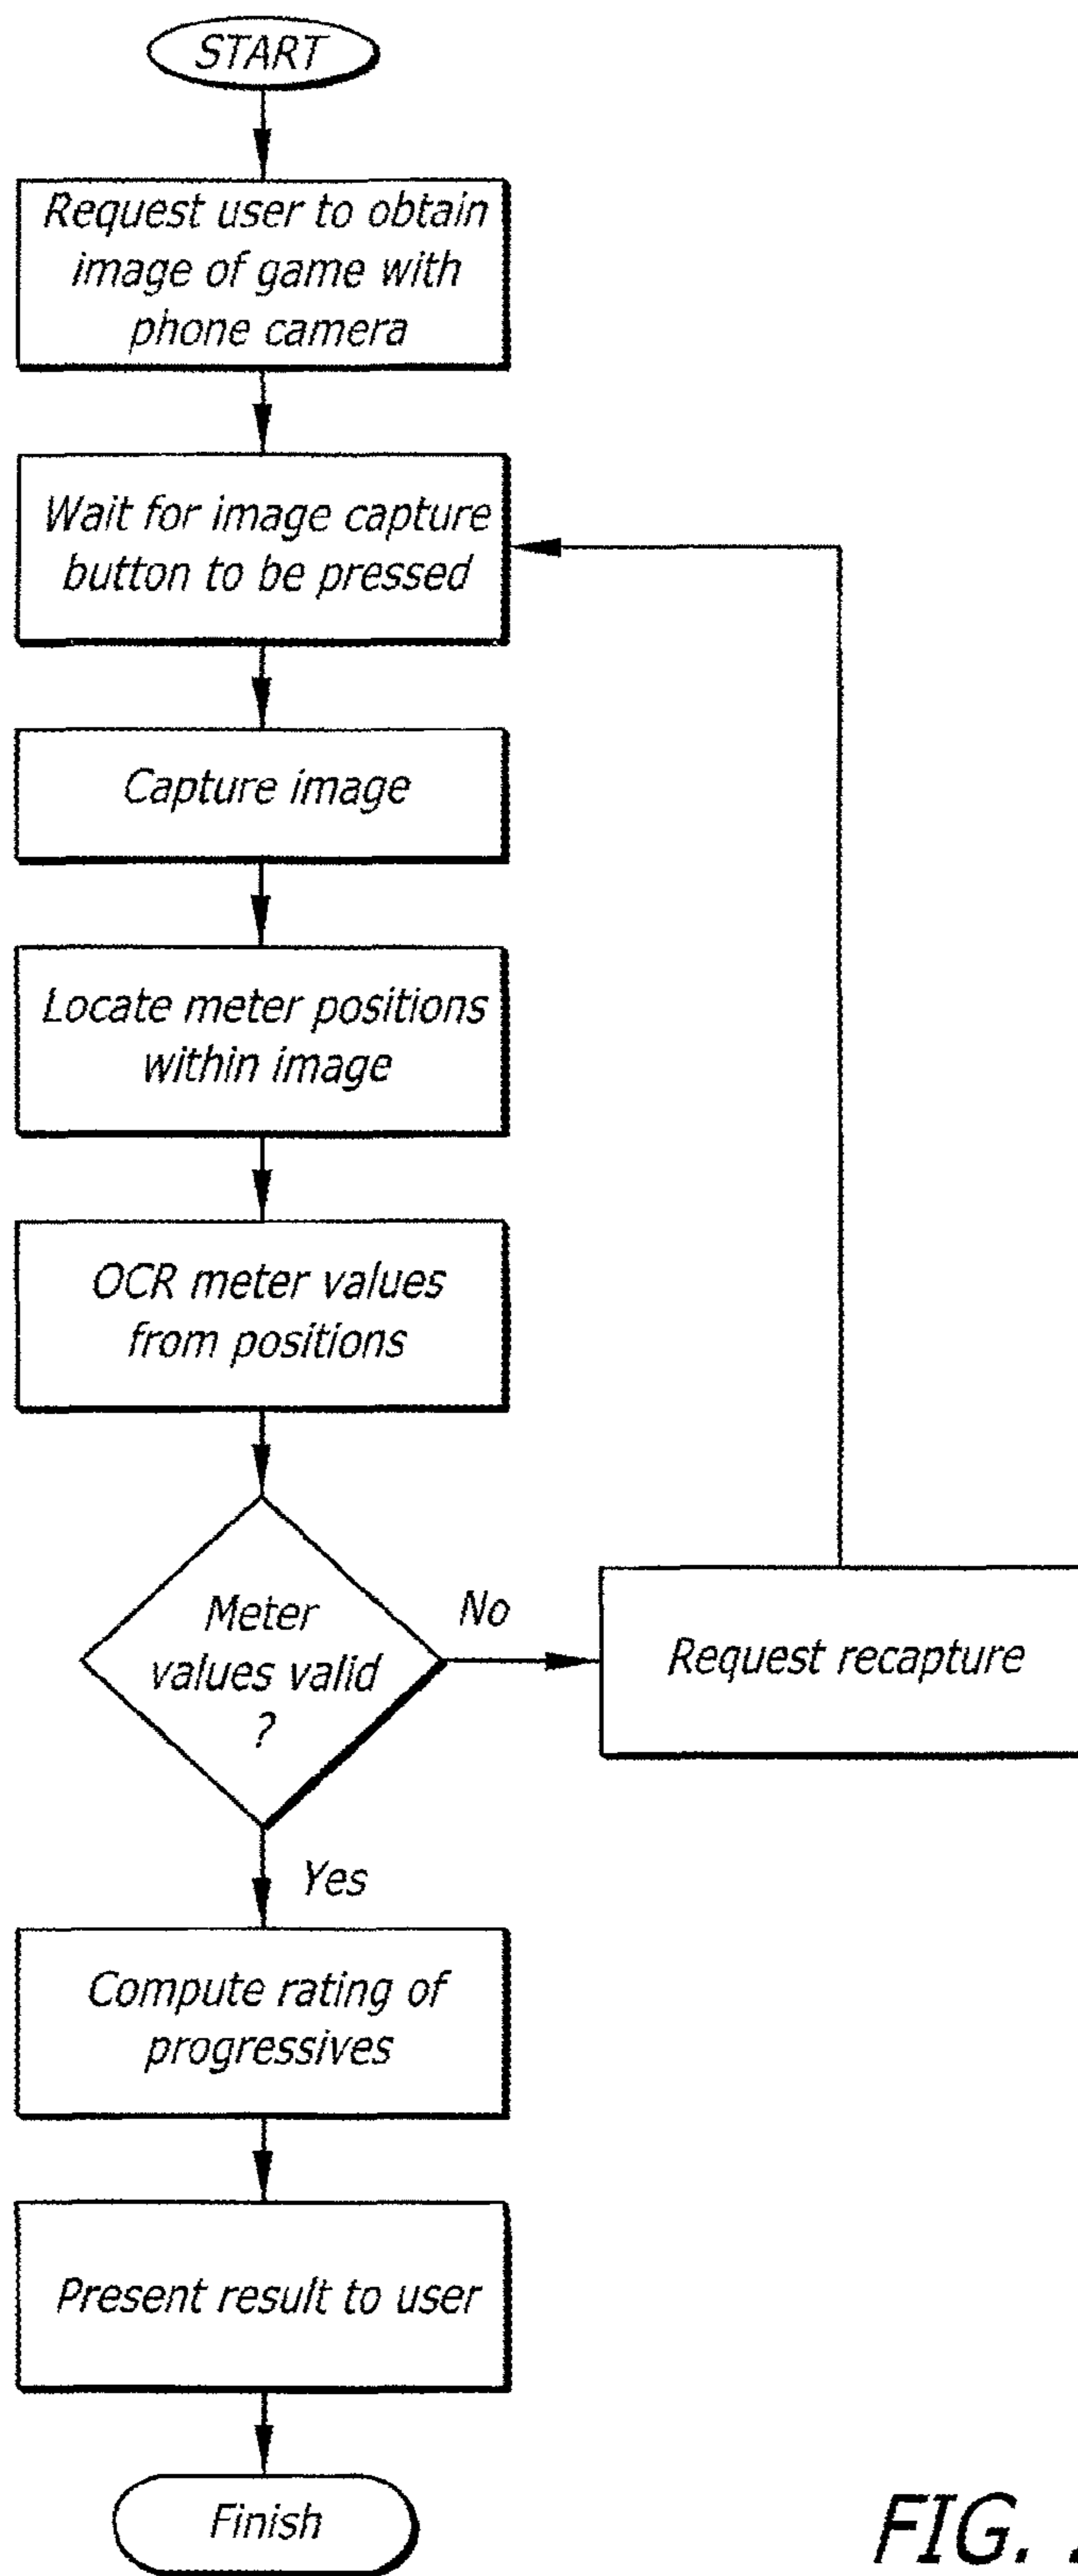 START
Request user to obtain
image of game with
phone camera
Wait for image capture
button to be pressed
Capture image
Locate meter positions
within image
OCR meter values
from positions
Meter
values valid
?
No
Request recapture
Yes
Compute rating of
progressives
Present result to user
Finish
FIG.